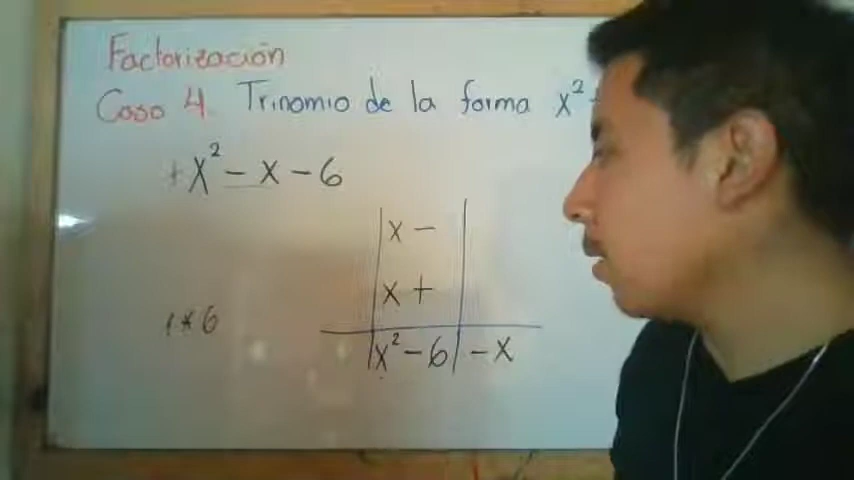 Factorización
Caso 4. Trinomio de la forma x²
+x² - x - 6
x -
x +
1*6
x² - 6 | - x